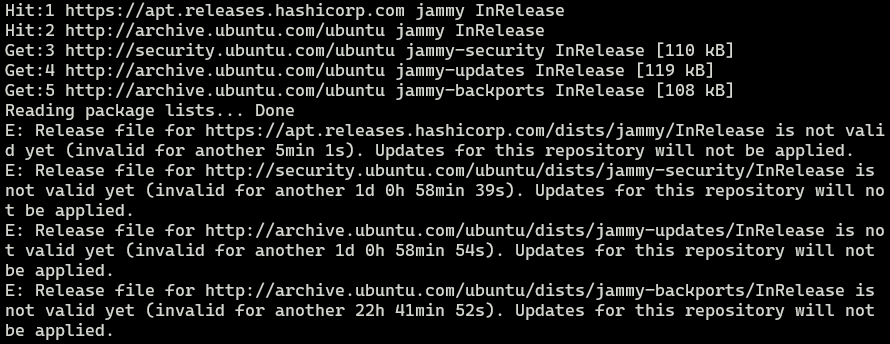 Hit:1 https://apt.releases.hashicorp.com jammy InRelease
Hit:2 http://archive.ubuntu.com/ubuntu jammy InRelease
Get:3 http://security.ubuntu.com/ubuntu jammy-security InRelease [110 kB]
Get:4 http://archive.ubuntu.com/ubuntu jammy-updates InRelease [119 kB]
Get:5 http://archive.ubuntu.com/ubuntu jammy-backports InRelease [108 kB]
Reading package lists... Done
E: Release file for https://apt.releases.hashicorp.com/dists/jammy/InRelease is not vali
d yet (invalid for another 5min 1s). Updates for this repository will not be applied.
E: Release file for http://security.ubuntu.com/ubuntu/dists/jammy-security/InRelease is
not valid yet (invalid for another 1d 0h 58min 39s). Updates for this repository will no
t be applied.
E: Release file for http://archive.ubuntu.com/ubuntu/dists/jammy-updates/InRelease is no
t valid yet (invalid for another 1d 0h 58min 54s). Updates for this repository will not
be applied.
E: Release file for http://archive.ubuntu.com/ubuntu/dists/jammy-backports/InRelease is
not valid yet (invalid for another 22h 41min 52s). Updates for this repository will not
be applied.